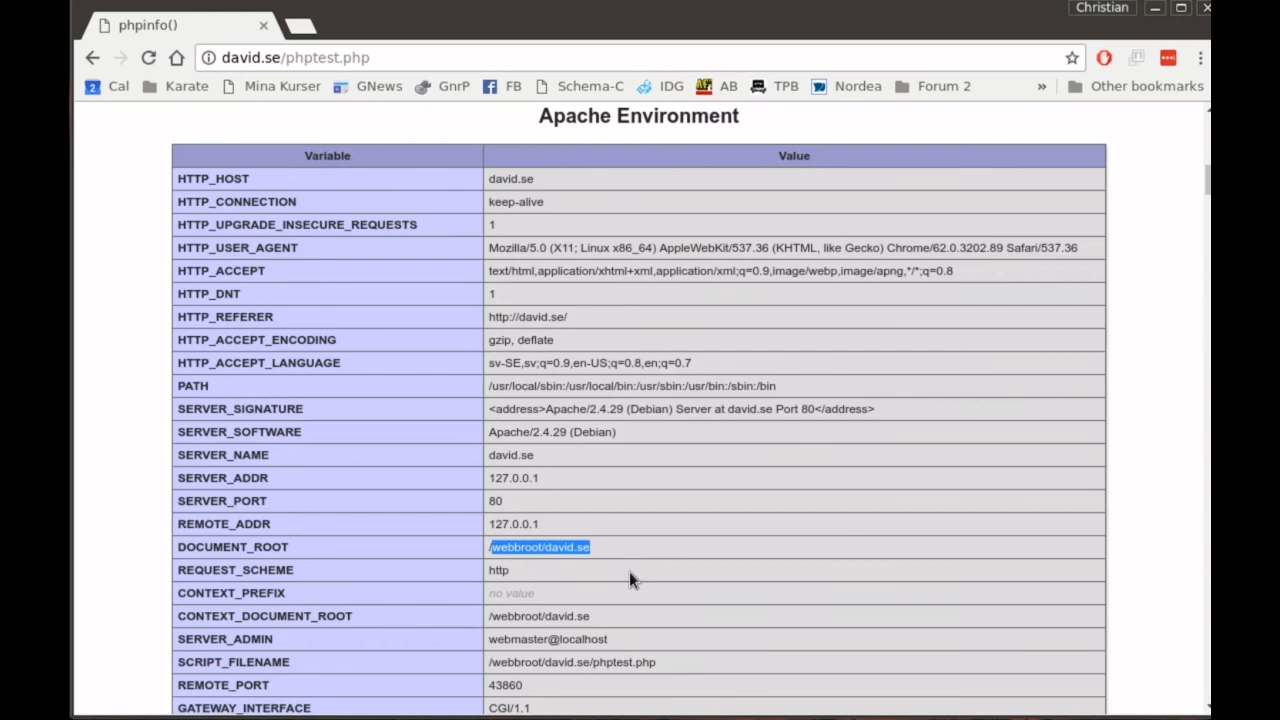 Christian
phpinfo()
david.se/phptest.php
2 Cal Karate Mina Kurser GNews GnrP FB Schema-C IDG AB TPB Nordea Forum 2 » Other bookmarks
Apache Environment
Variable Value
HTTP_HOST david.se
HTTP_CONNECTION keep-alive
HTTP_UPGRADE_INSECURE_REQUESTS 1
HTTP_USER_AGENT Mozilla/5.0 (X11; Linux x86_64) AppleWebKit/537.36 (KHTML, like Gecko) Chrome/62.0.3202.89 Safari/537.36
HTTP_ACCEPT text/html,application/xhtml+xml,application/xml;q=0.9,image/webp,image/apng,*/*;q=0.8
HTTP_DNT 1
HTTP_REFERER http://david.se/
HTTP_ACCEPT_ENCODING gzip, deflate
HTTP_ACCEPT_LANGUAGE sv-SE,sv;q=0.9,en-US;q=0.8,en;q=0.7
PATH /usr/local/sbin:/usr/local/bin:/usr/sbin:/usr/bin:/sbin:/bin
SERVER_SIGNATURE <address>Apache/2.4.29 (Debian) Server at david.se Port 80</address>
SERVER_SOFTWARE Apache/2.4.29 (Debian)
SERVER_NAME david.se
SERVER_ADDR 127.0.0.1
SERVER_PORT 80
REMOTE_ADDR 127.0.0.1
DOCUMENT_ROOT /webbroot/david.se
REQUEST_SCHEME http
CONTEXT_PREFIX no value
CONTEXT_DOCUMENT_ROOT /webbroot/david.se
SERVER_ADMIN webmaster@localhost
SCRIPT_FILENAME /webbroot/david.se/phptest.php
REMOTE_PORT 43860
GATEWAY_INTERFACE CGI/1.1